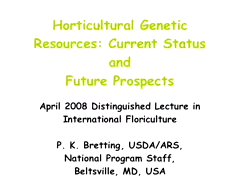 Horticultural Genetic
Resources: Current Status
and
Future Prospects
April 2008 Distinguished Lecture in
International Floriculture
P. K. Bretting, USDA/ARS,
National Program Staff,
Beltsville, MD, USA